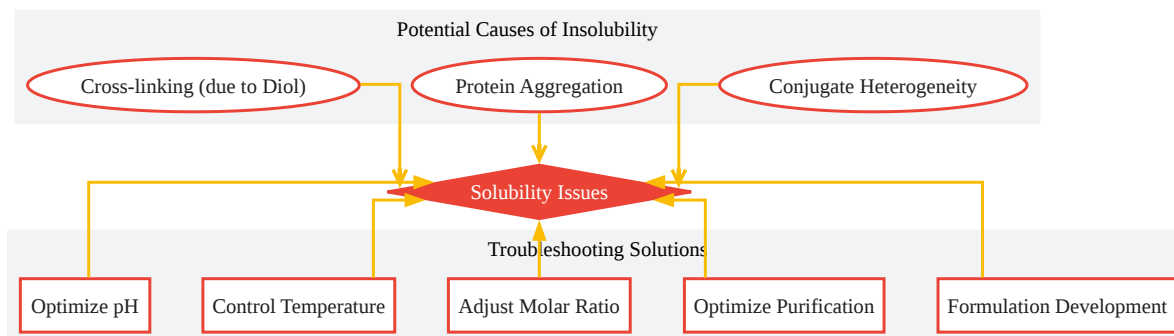 Potential Causes of Insolubility
Cross-linking (due to Diol)
Protein Aggregation
Conjugate Heterogeneity
Solubility Issues
Troubleshooting Solutions
Optimize pH
Control Temperature
Adjust Molar Ratio
Optimize Purification
Formulation Development